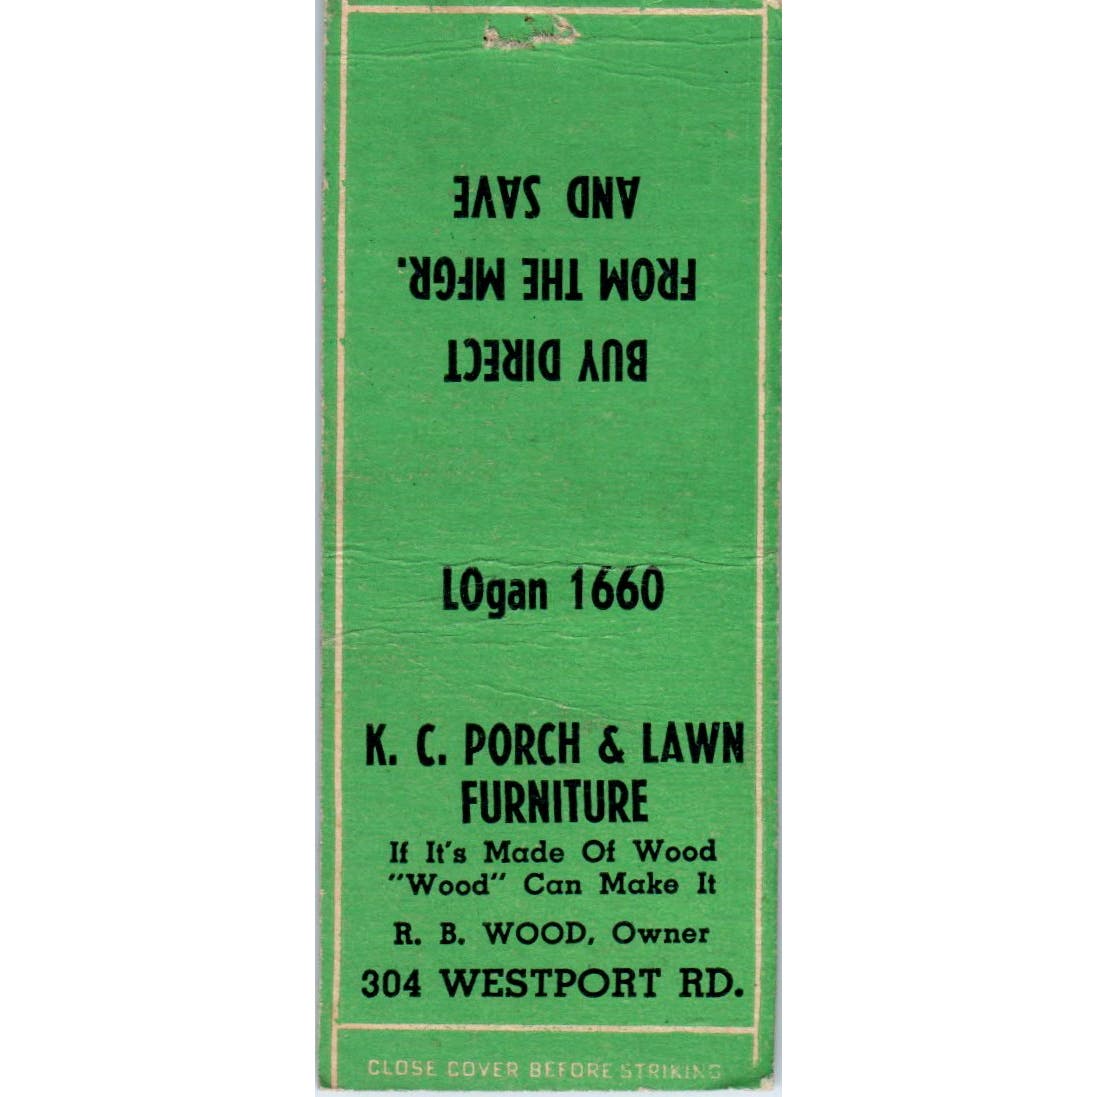 BUY DIRECT
FROM THE MFGR.
AND SAVE
LOgan 1660
K. C. PORCH & LAWN
FURNITURE
If It's Made Of Wood
"Wood" Can Make It
R. B. WOOD, Owner
304 WESTPORT RD.
CLOSE COVER BEFORE STRIKING